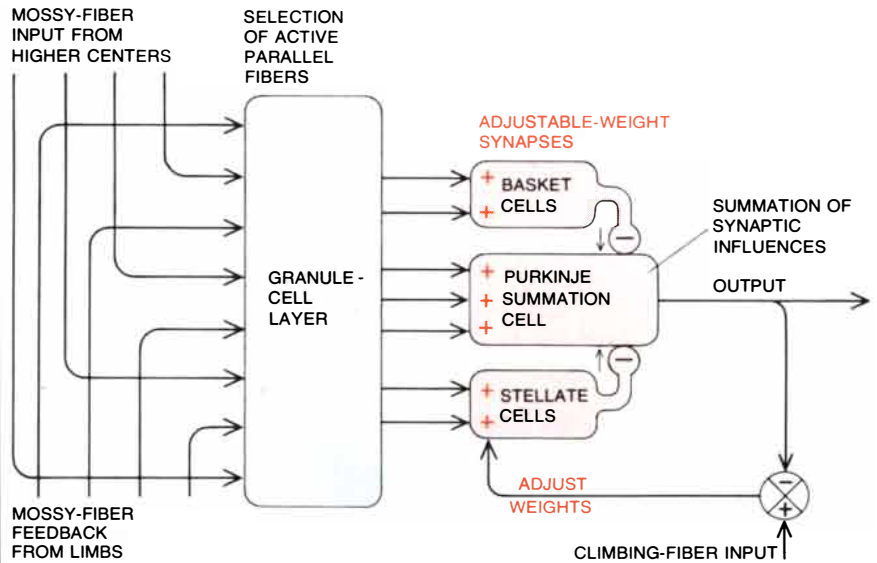 MOSSY-FIBER
INPUT FROM
HIGHER CENTERS
SELECTION
OF ACTIVE
PARALLEL
FIBERS
ADJUSTABLE-WEIGHT
SYNAPSES
+ BASKET
+ CELLS
−
SUMMATION OF
SYNAPTIC
INFLUENCES
GRANULE-
CELL
LAYER
+ PURKINJE
+ SUMMATION
+ CELL
OUTPUT
−
+ STELLATE
+ CELLS
ADJUST
WEIGHTS
−
+
MOSSY-FIBER
FEEDBACK
FROM LIMBS
CLIMBING-FIBER INPUT